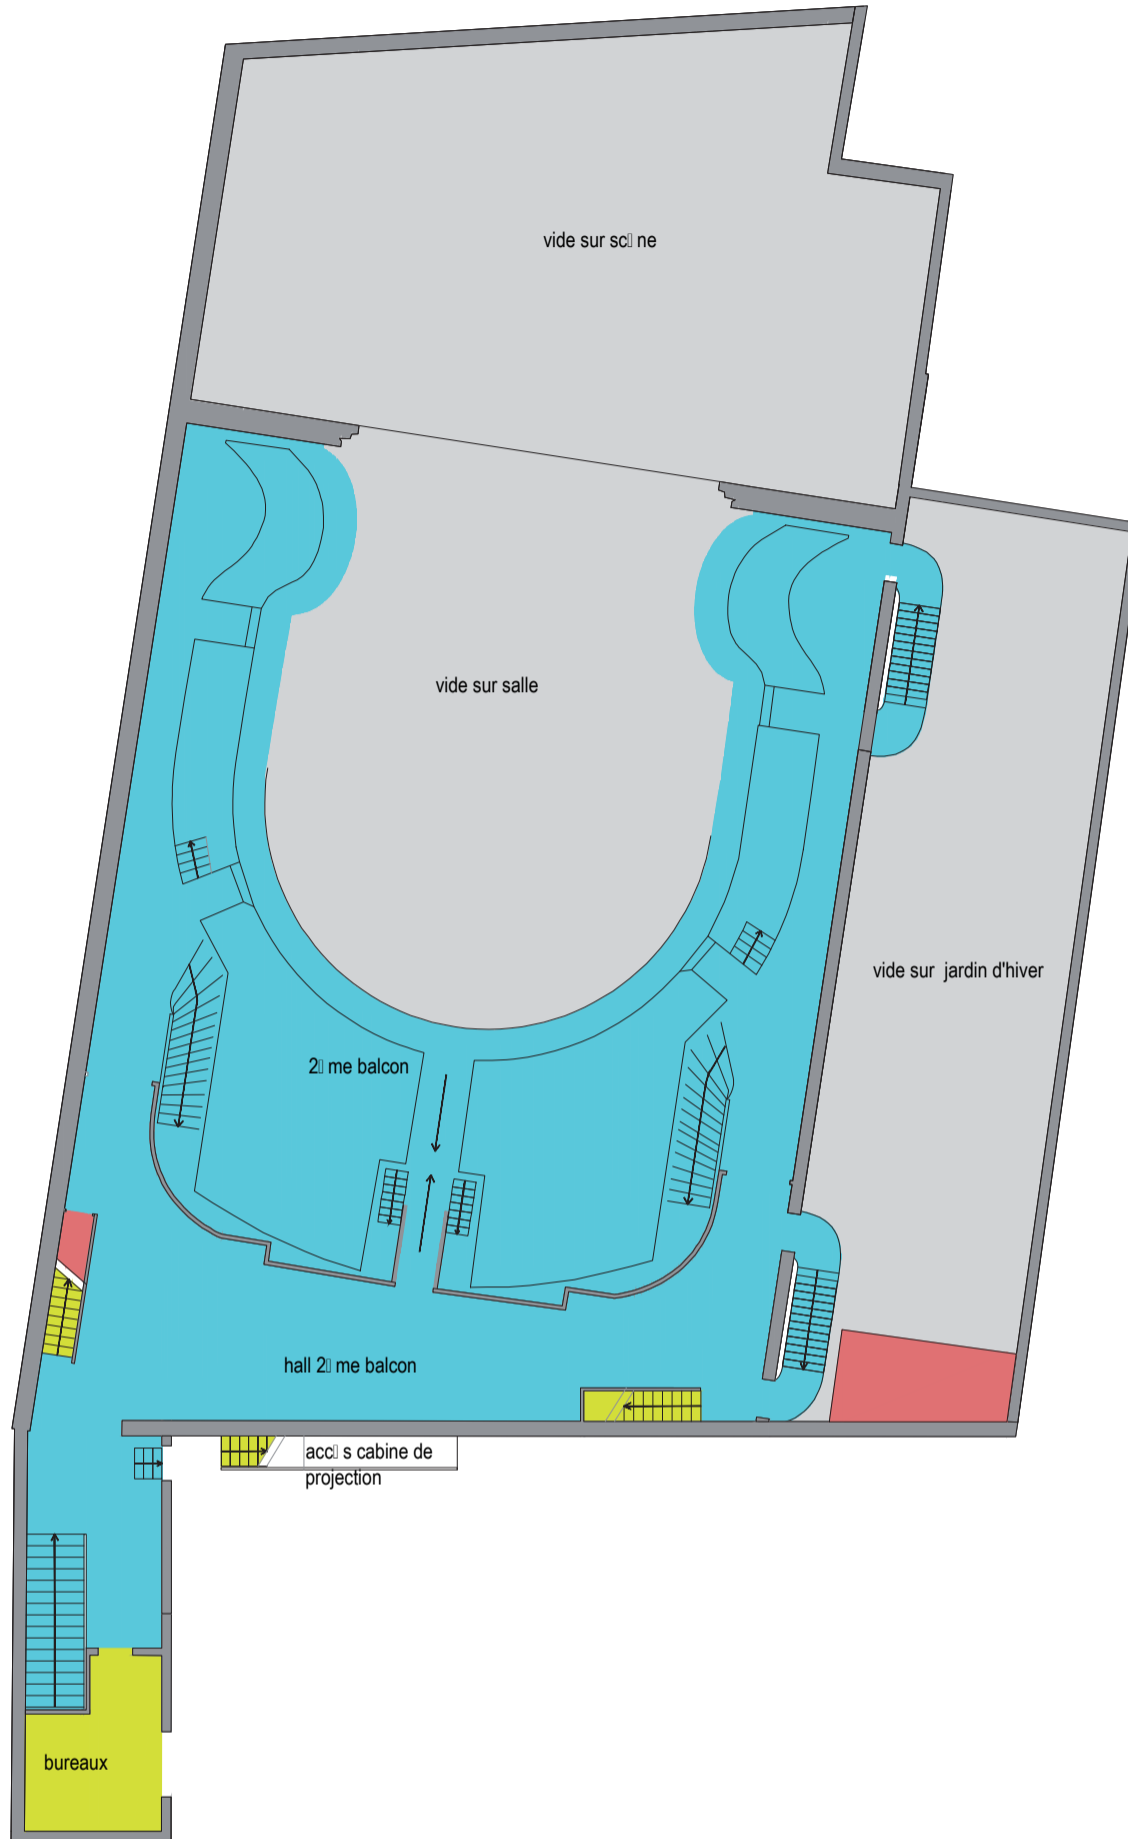 vide sur sc▯ ne
vide sur salle
vide sur jardin d'hiver
2▯ me balcon
hall 2▯ me balcon
acc▯ s cabine de
projection
bureaux